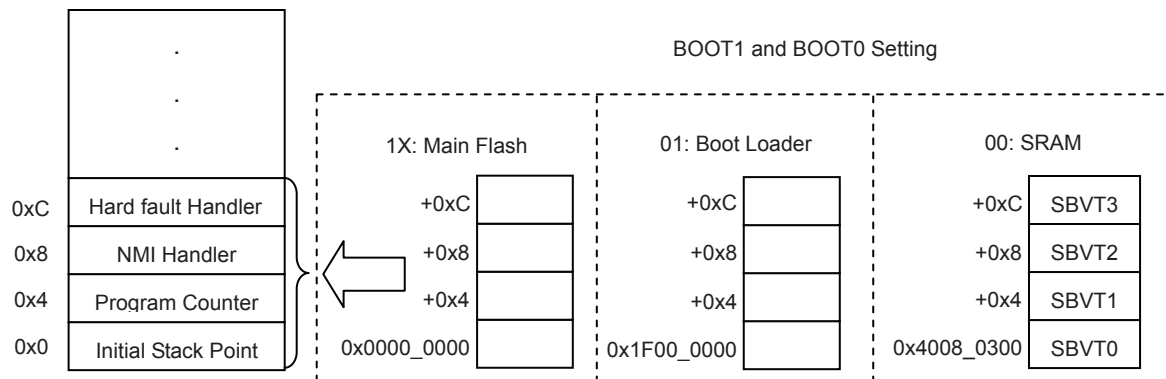 BOOT1 and BOOT0 Setting
.
.
.
0xC Hard fault Handler
0x8 NMI Handler
0x4 Program Counter
0x0 Initial Stack Point
1X: Main Flash
+0xC
+0x8
+0x4
0x0000_0000
01: Boot Loader
+0xC
+0x8
+0x4
0x1F00_0000
00: SRAM
+0xC SBVT3
+0x8 SBVT2
+0x4 SBVT1
0x4008_0300 SBVT0